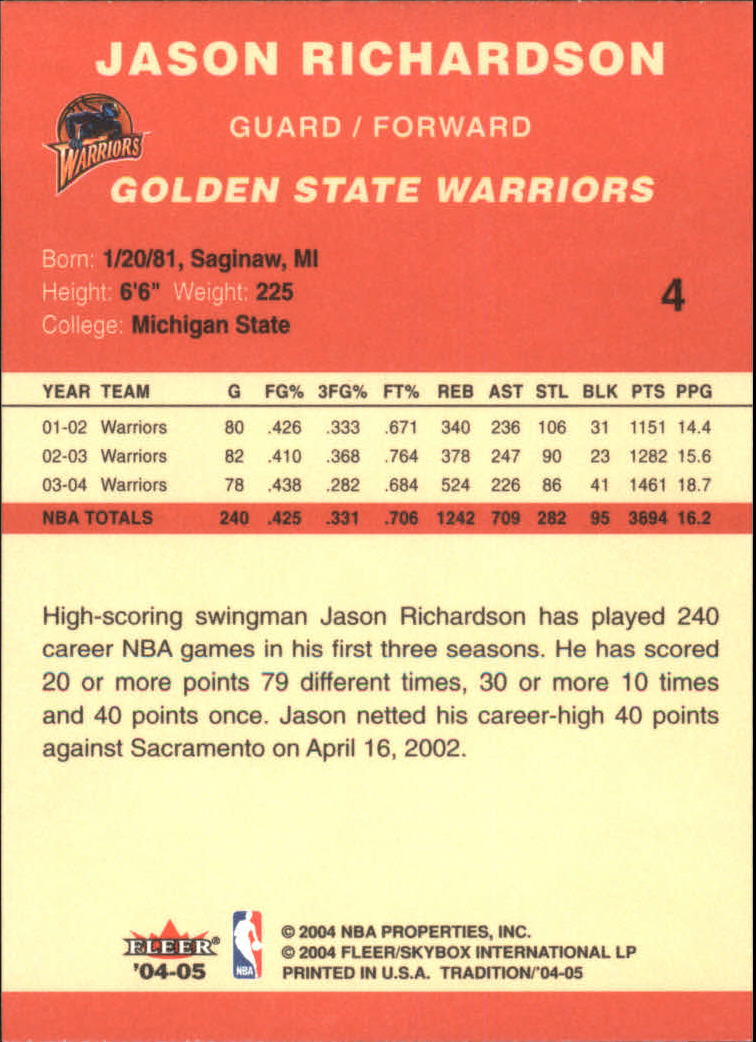 JASON RICHARDSON
WARRIORS
GUARD / FORWARD
GOLDEN STATE WARRIORS
Born: 1/20/81, Saginaw, MI
Height: 6'6" Weight: 225
4
College: Michigan State
YEAR TEAM G FG% 3FG% FT% REB AST STL BLK PTS PPG
01-02 Warriors 80 .426 .333 .671 340 236 106 31 1151 14.4
02-03 Warriors 82 .410 .368 .764 378 247 90 23 1282 15.6
03-04 Warriors 78 .438 .282 .684 524 226 86 41 1461 18.7
NBA TOTALS 240 .425 .331 .706 1242 709 282 95 3694 16.2
High-scoring swingman Jason Richardson has played 240
career NBA games in his first three seasons. He has scored
20 or more points 79 different times, 30 or more 10 times
and 40 points once. Jason netted his career-high 40 points
against Sacramento on April 16, 2002.
FLEER®
'04-05
NBA
© 2004 NBA PROPERTIES, INC.
© 2004 FLEER/SKYBOX INTERNATIONAL LP
PRINTED IN U.S.A. TRADITION/'04-05